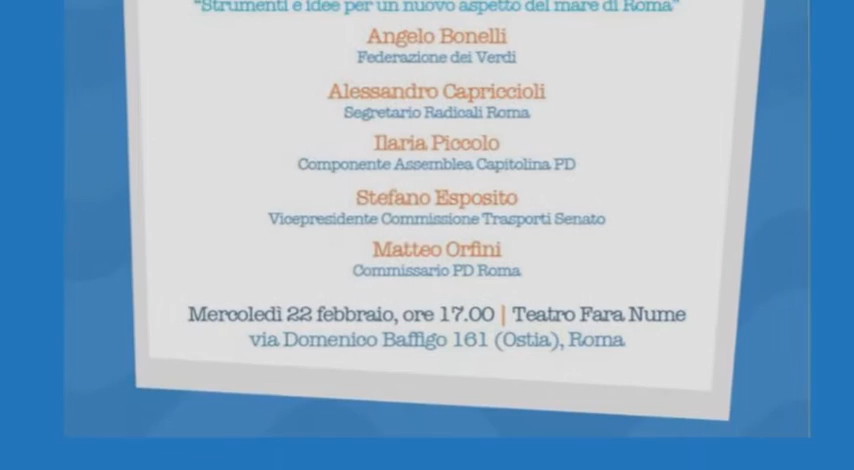 "Strumenti e idee per un nuovo aspetto del mare di Roma"
Angelo Bonelli
Federazione dei Verdi
Alessandro Capriccioli
Segretario Radicali Roma
Ilaria Piccolo
Componente Assemblea Capitolina PD
Stefano Esposito
Vicepresidente Commissione Trasporti Senato
Matteo Orfini
Commissario PD Roma
Mercoledì 22 febbraio, ore 17.00 | Teatro Fara Nume
via Domenico Baffigo 161 (Ostia), Roma